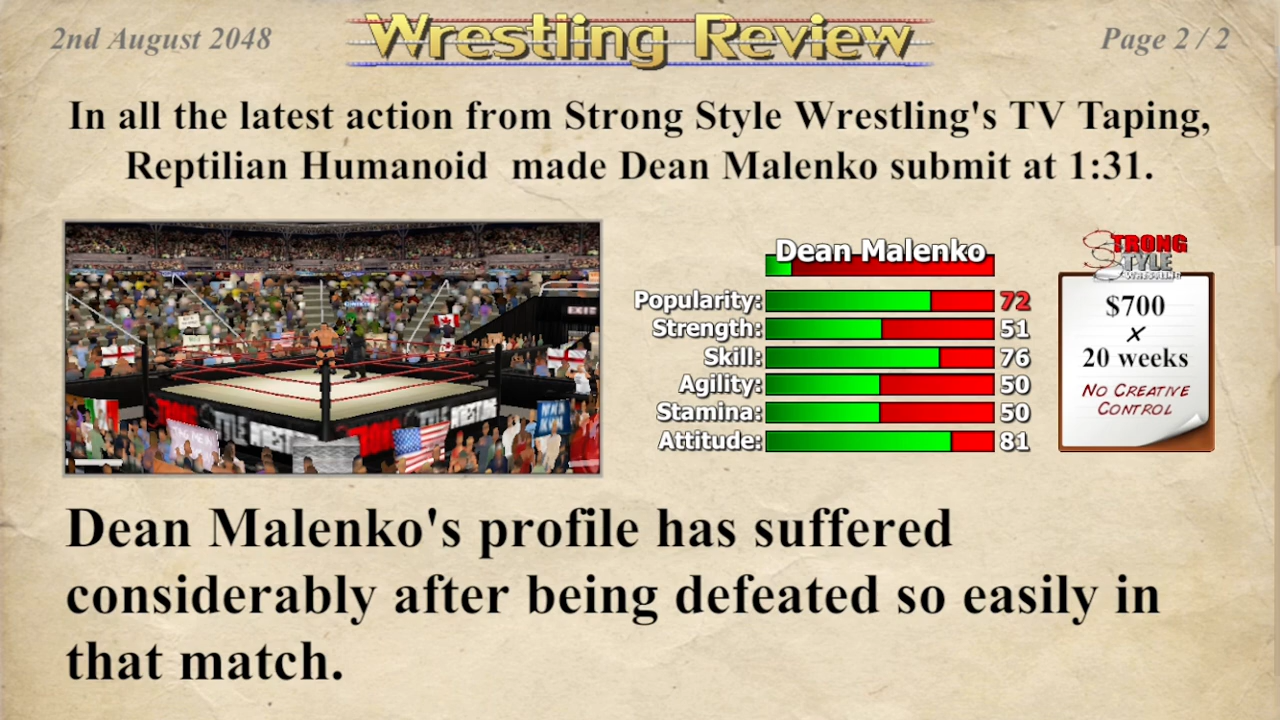 2nd August 2048
Wrestling Review
Page 2 / 2
In all the latest action from Strong Style Wrestling's TV Taping,
Reptilian Humanoid made Dean Malenko submit at 1:31.
Dean Malenko
Popularity: 72
Strength: 51
Skill: 76
Agility: 50
Stamina: 50
Attitude: 81
STRONG
STYLE
WRESTLING
$700
x
20 weeks
No Creative
Control
EXIT
Dean Malenko's profile has suffered
considerably after being defeated so easily in
that match.